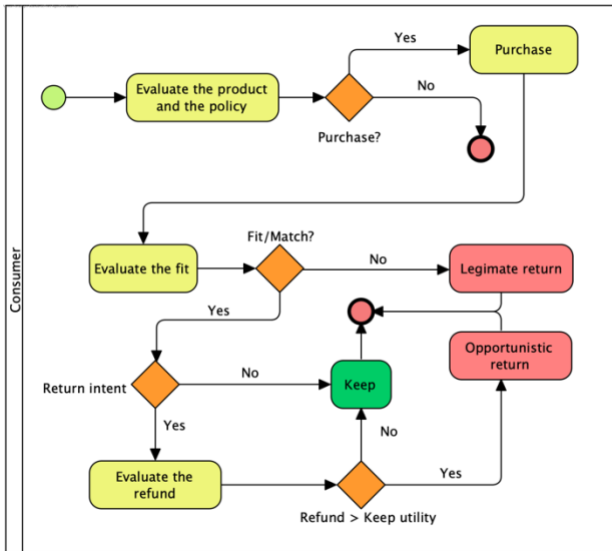 Consumer
Evaluate the product
and the policy
Purchase?
Yes
No
Purchase
Evaluate the fit
Fit/Match?
No
Legimate return
Yes
Return intent
No
Keep
Opportunistic
return
Yes
No
Evaluate the
refund
Refund > Keep utility
Yes